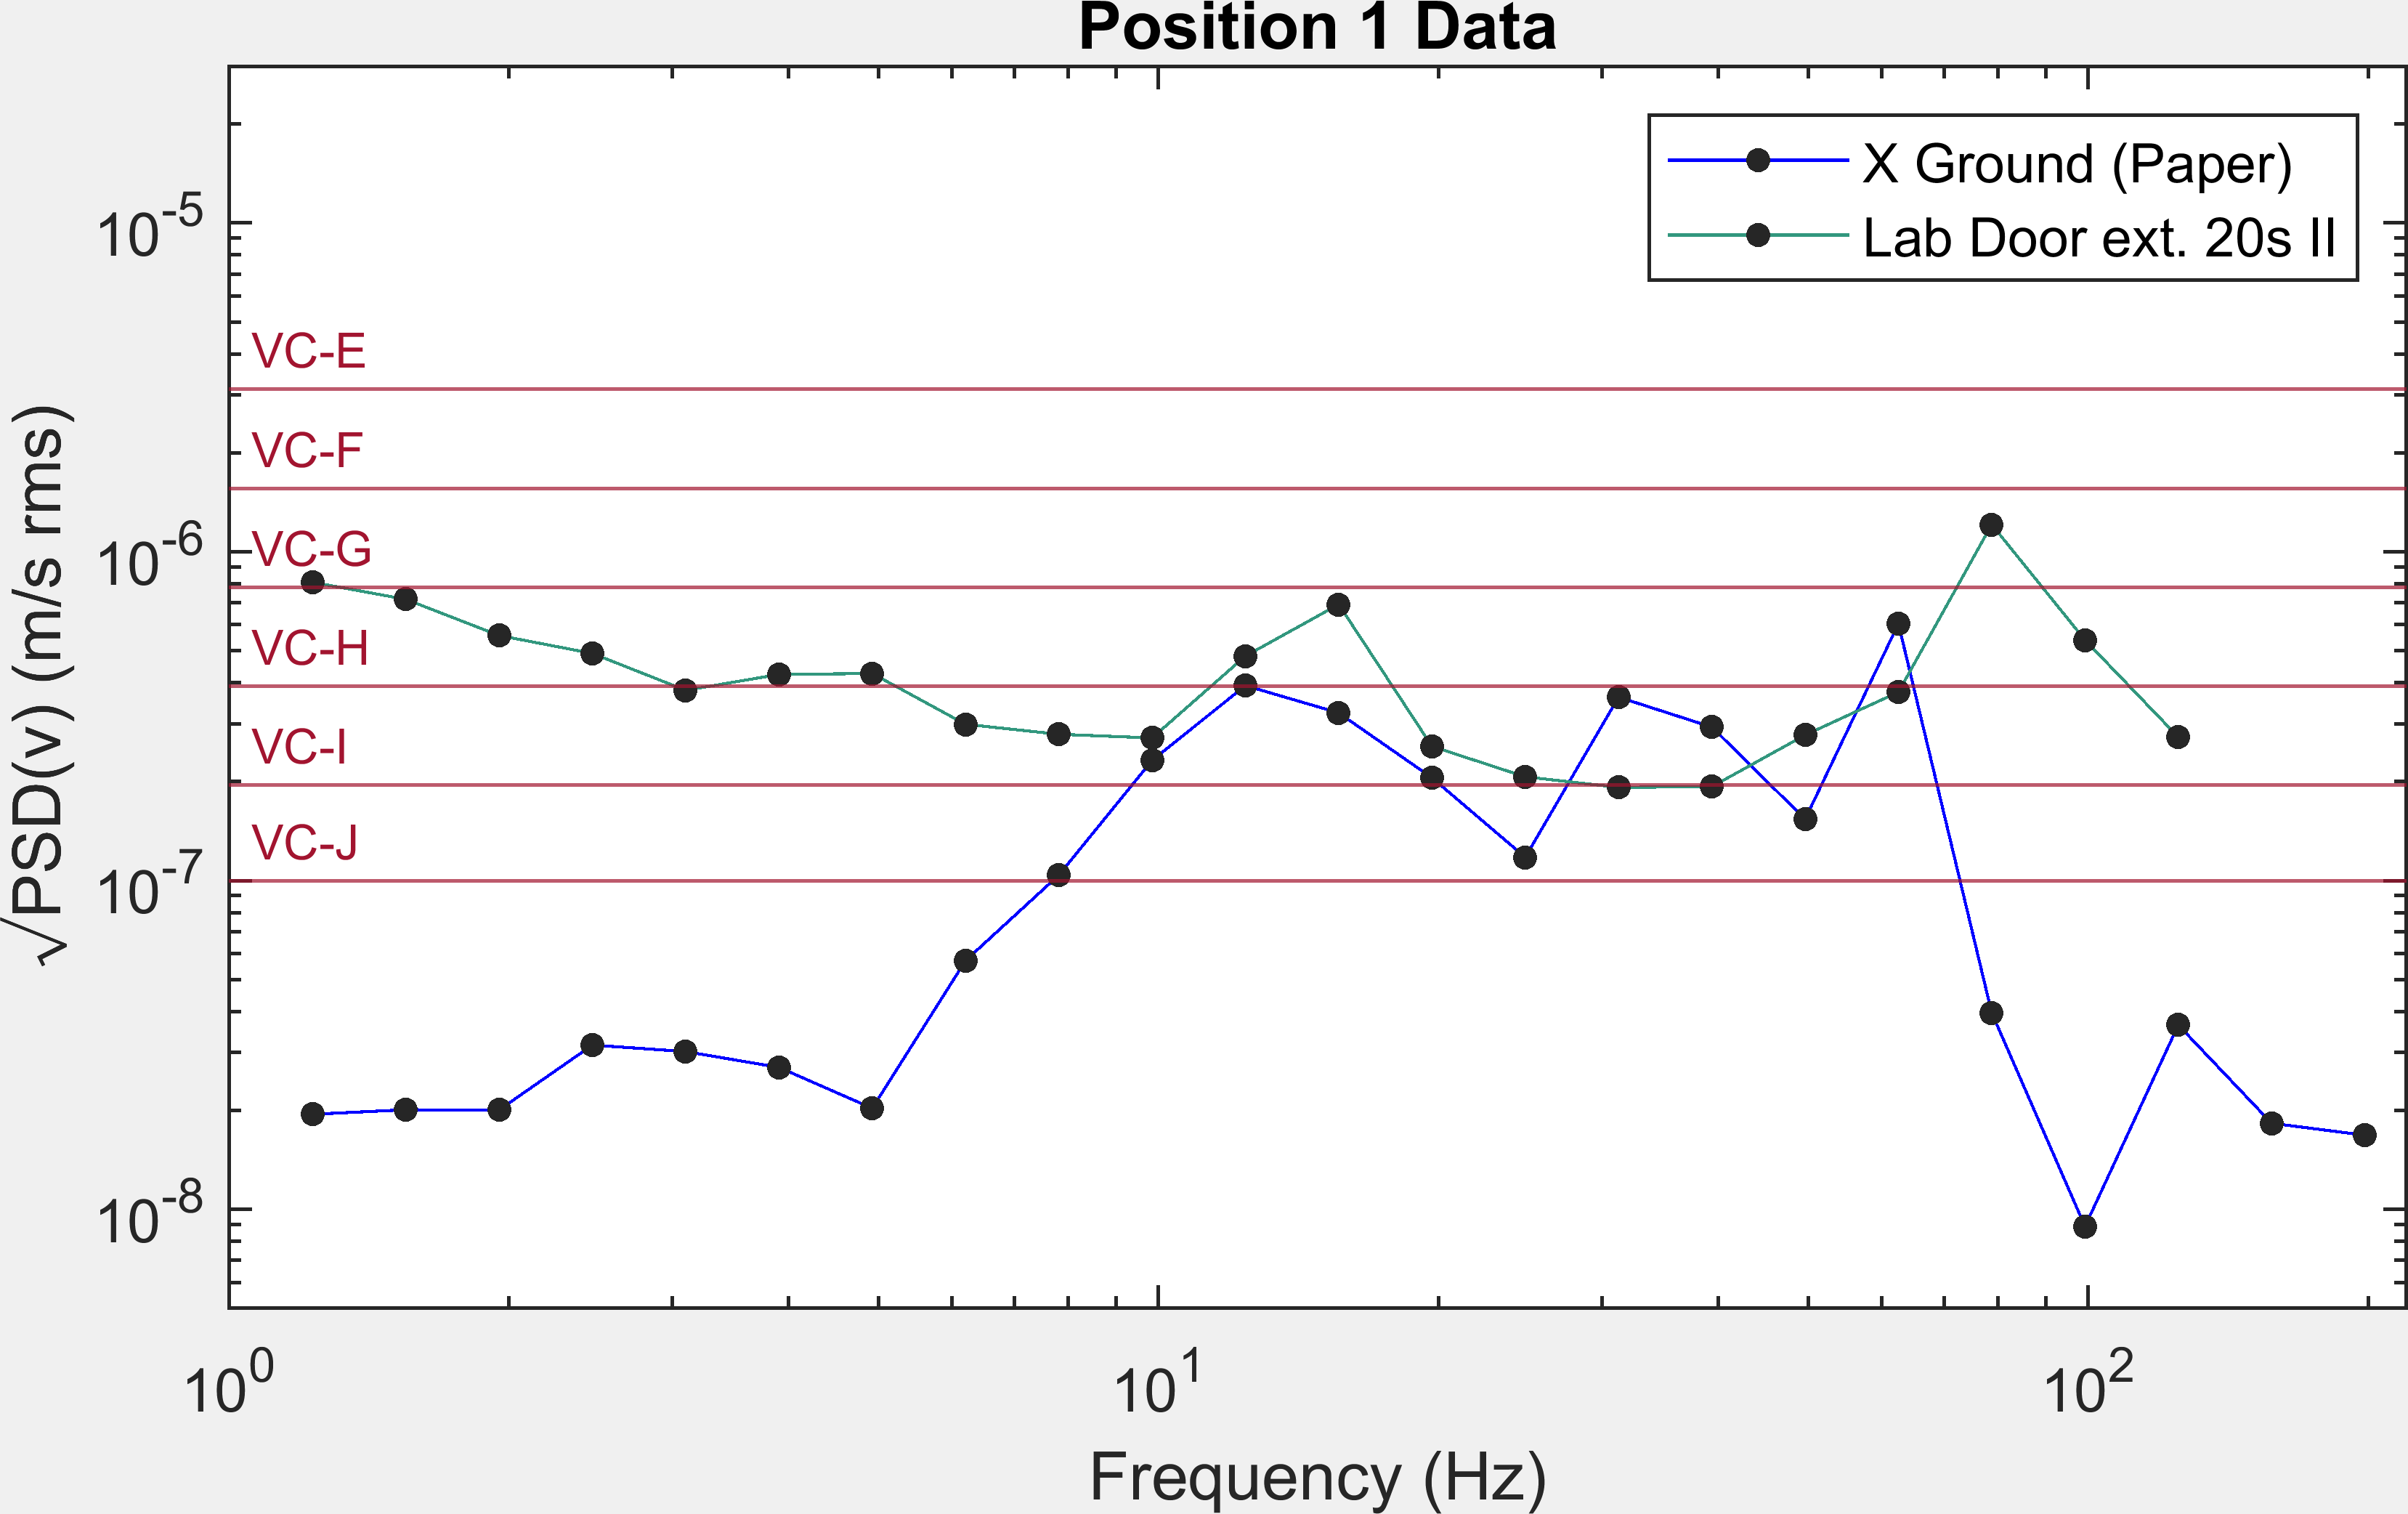 Position 1 Data
X Ground (Paper)
Lab Door ext. 20s II
10^-5
10^-6
10^-7
10^-8
VC-E
VC-F
VC-G
VC-H
VC-I
VC-J
√PSD(v) (m/s rms)
10^0
10^1
10^2
Frequency (Hz)